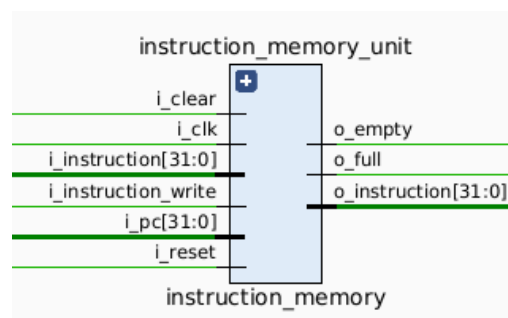 instruction_memory_unit
i_clear
i_clk
o_empty
i_instruction[31:0]
o_full
i_instruction_write
o_instruction[31:0]
i_pc[31:0]
i_reset
instruction_memory